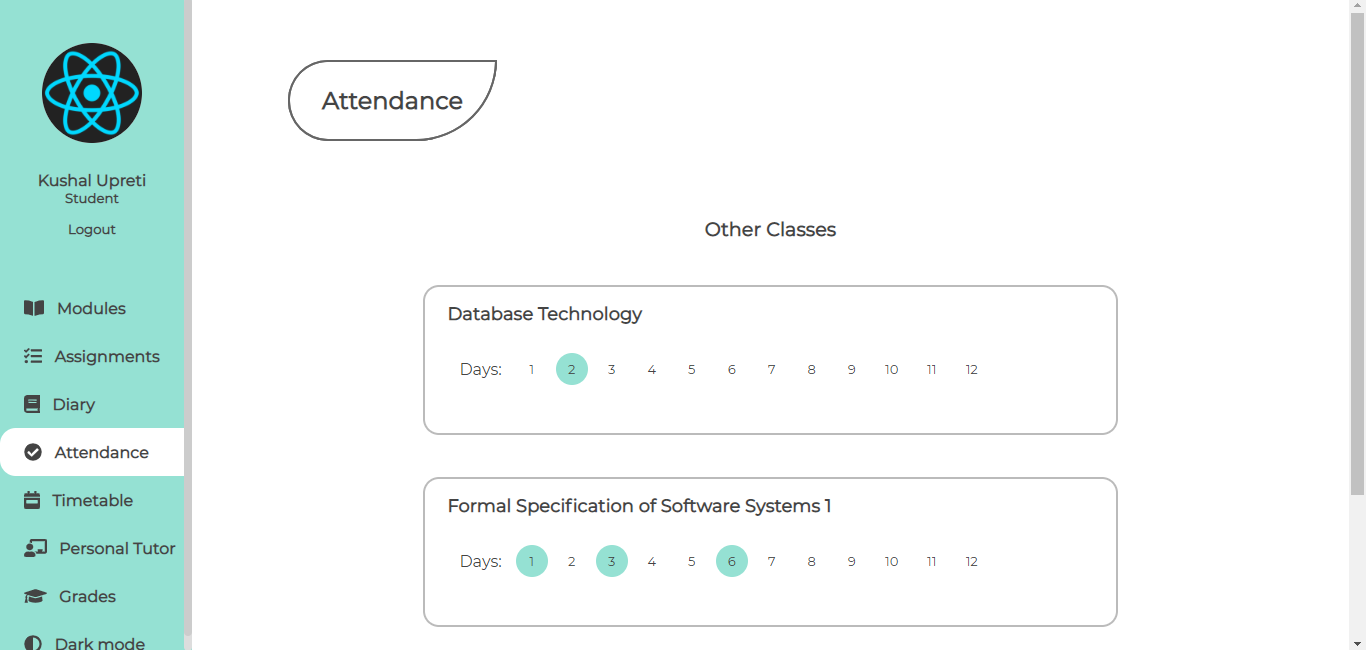 Kushal Upreti
Student
Logout
Modules
Assignments
Diary
Attendance
Timetable
Personal Tutor
Grades
Dark mode
Attendance
Other Classes
Database Technology
Days: 1 2 3 4 5 6 7 8 9 10 11 12
Formal Specification of Software Systems 1
Days: 1 2 3 4 5 6 7 8 9 10 11 12